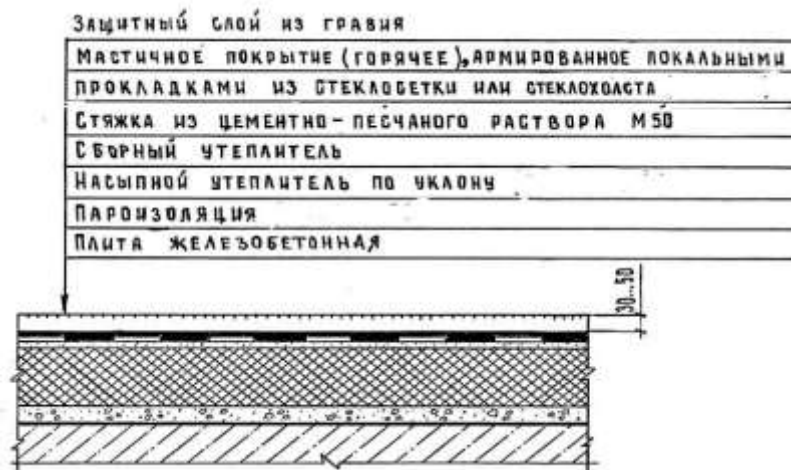 Защитный слой из гравия
Мастичное покрытие (горячее), армированное локальными
прокладками из стеклосетки или стеклохолста
Стяжка из цементно-песчаного раствора М50
Сборный утеплитель
Насыпной утеплитель по уклону
Пароизоляция
Плита железобетонная
30...50